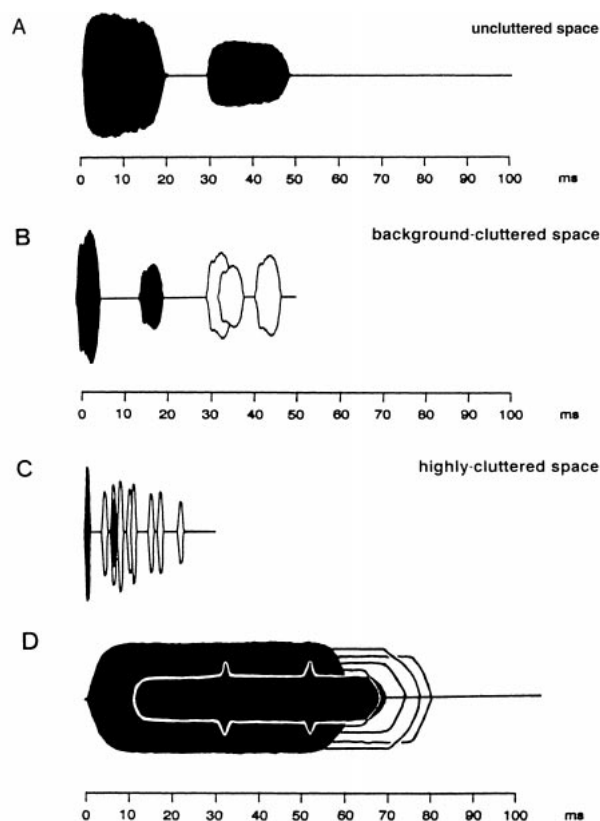 A uncluttered space
0 10 20 30 40 50 60 70 80 90 100 ms
B background-cluttered space
0 10 20 30 40 50 60 70 80 90 100 ms
C highly-cluttered space
D
0 10 20 30 40 50 60 70 80 90 100 ms